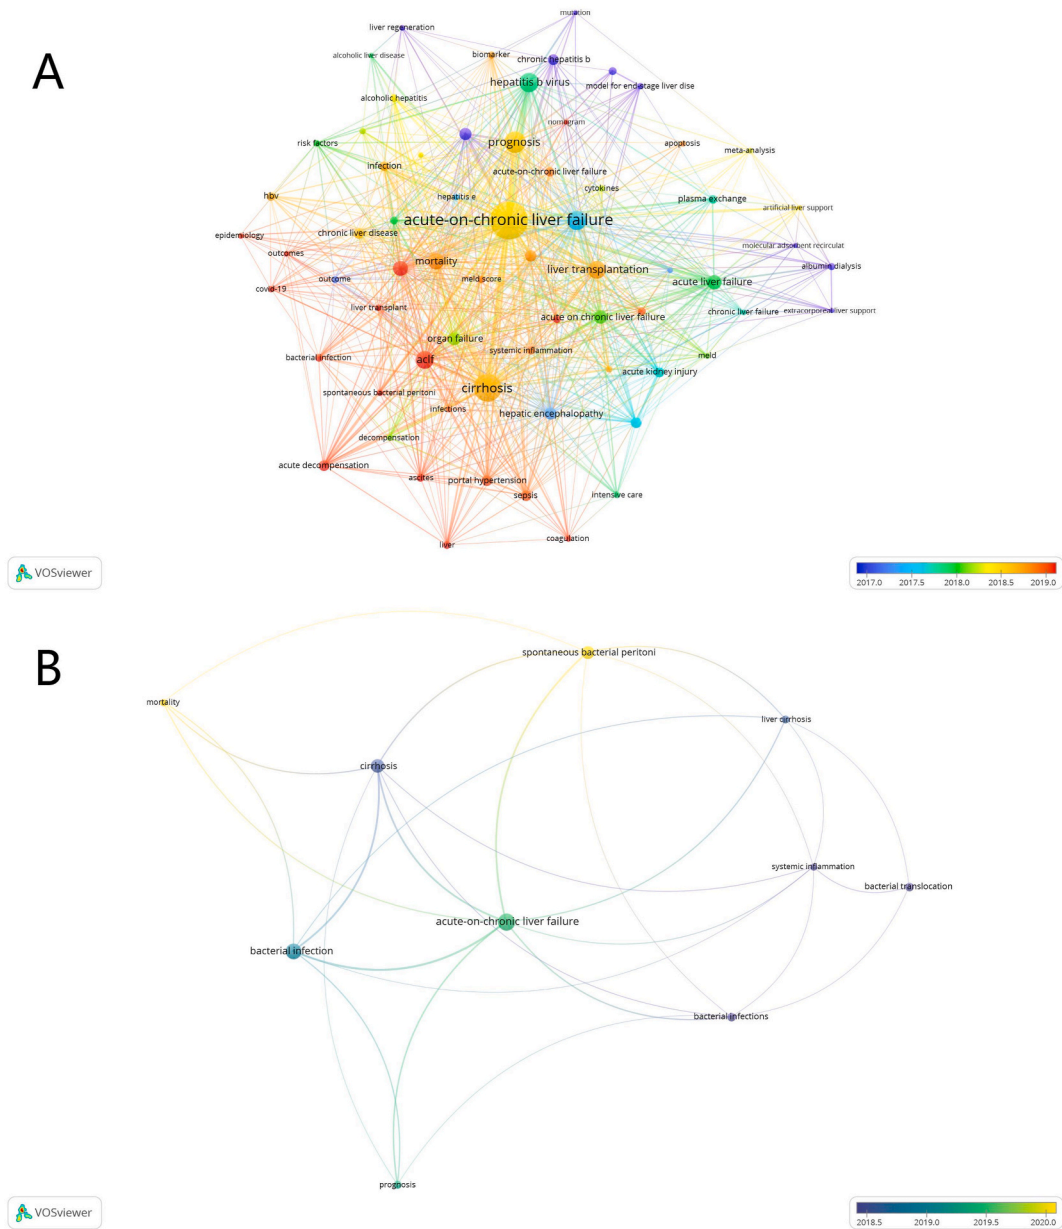 A
mutation
liver regeneration
alcoholic liver disease
biomarker
chronic hepatitis b
hepatitis b virus
model for end-stage liver dise
alcoholic hepatitis
nomogram
risk factors
prognosis
apoptosis
meta-analysis
infection
acute-on-chronic liver failure
cytokines
hbv
hepatitis e
plasma exchange
artificial liver support
acute-on-chronic liver failure
epidemiology
chronic liver disease
molecular adsorbent recirculat
outcomes
mortality
liver transplantation
albumin dialysis
covid-19
outcome
meld score
acute liver failure
liver transplant
chronic liver failure
extracorporeal liver support
acute on chronic liver failure
organ failure
bacterial infection
aclf
systemic inflammation
meld
acute kidney injury
spontaneous bacterial peritoni
cirrhosis
infections
hepatic encephalopathy
decompensation
acute decompensation
ascites
portal hypertension
sepsis
intensive care
liver
coagulation
VOSviewer
2017.0 2017.5 2018.0 2018.5 2019.0
B
spontaneous bacterial peritoni
mortality
liver cirrhosis
cirrhosis
systemic inflammation
bacterial translocation
acute-on-chronic liver failure
bacterial infection
bacterial infections
prognosis
VOSviewer
2018.5 2019.0 2019.5 2020.0